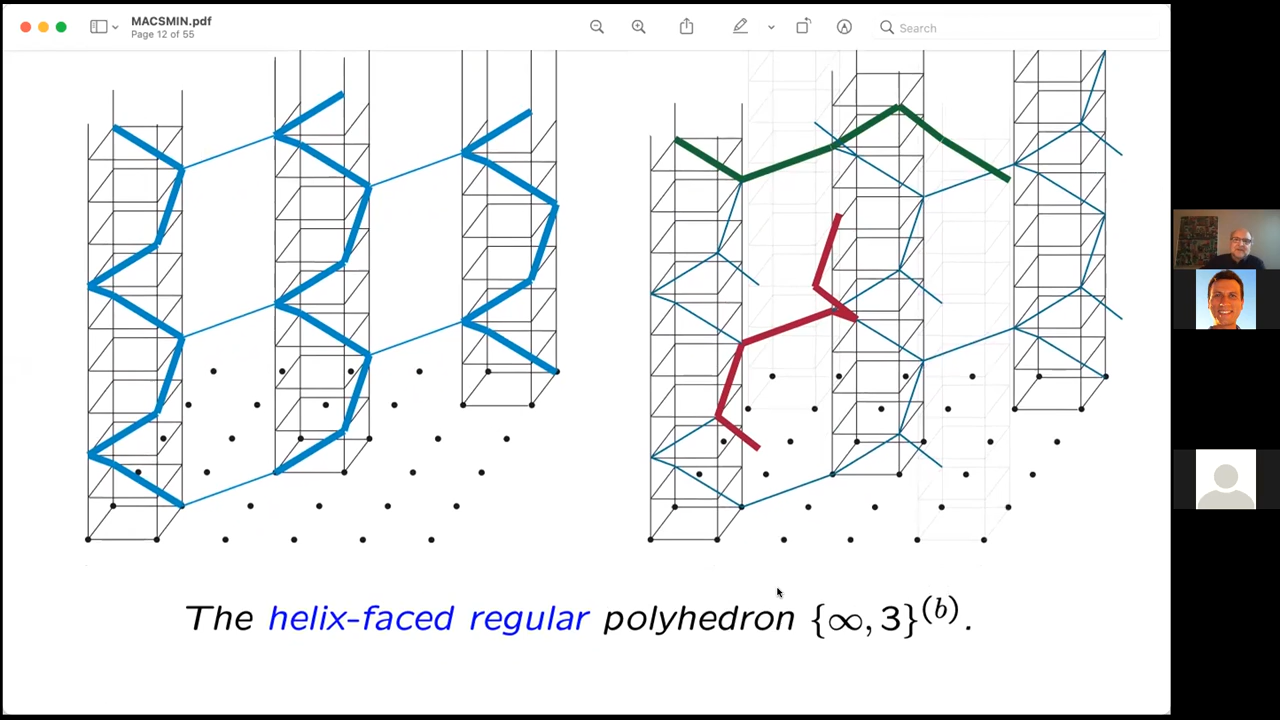 MACSMIN.pdf
Page 12 of 55
Search
The helix-faced regular polyhedron {∞, 3}^(b).